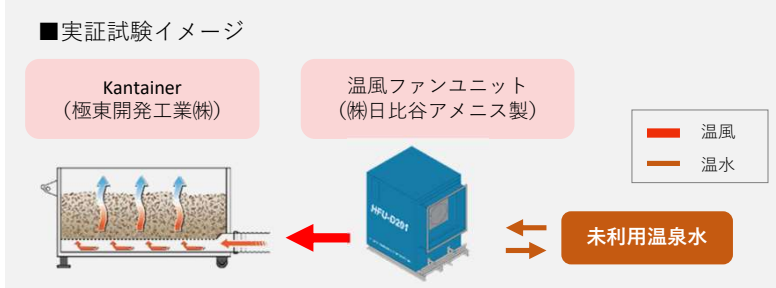 ■実証試験イメージ
Kantainer
（極東開発工業㈱）
温風ファンユニット
（㈱日比谷アメニス製）
温風
温水
HFU-D201
未利用温泉水